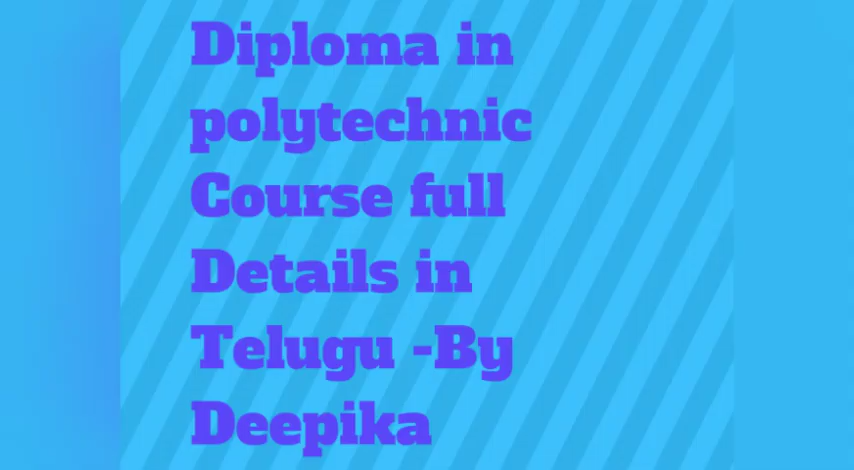 Diploma in
polytechnic
Course full
Details in
Telugu -By
Deepika